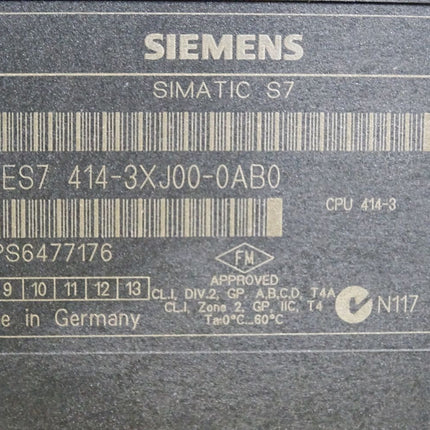 SIEMENS
SIMATIC S7
ES7 414-3XJ00-0AB0
CPU 414-3
PS6477176
FM
APPROVED
9 10 11 12 13
CL.I, DIV.2, GP. A,B,C,D, T4A
CL.I, Zone 2, GP. IIC, T4
Ta:0°C...60°C
N117
de in Germany